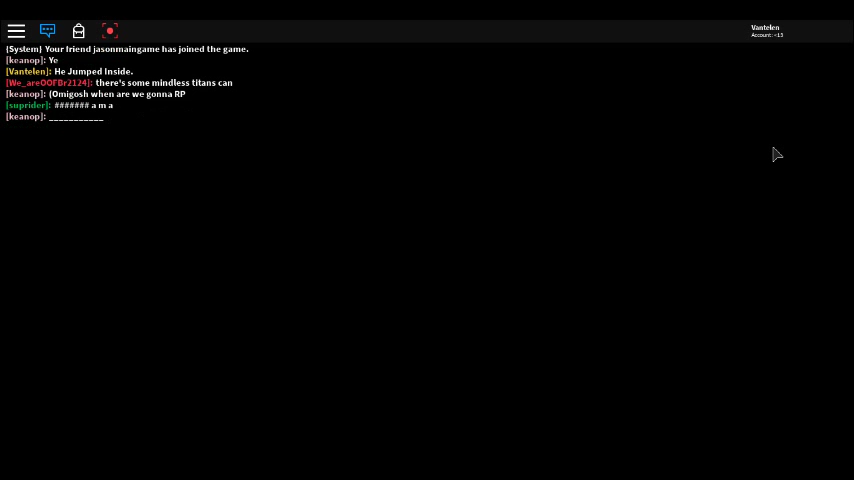 Vantelen
Account: <13
{System} Your friend jasonmaingame has joined the game.
[keanop]: Ye
[Vantelen]: He Jumped Inside.
[We_areOOFBr2124]: there's some mindless titans can
[keanop]: (Omigosh when are we gonna RP
[suprider]: ####### a m a
[keanop]: ___________